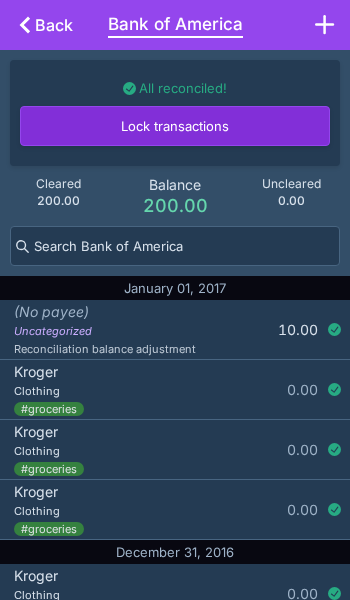 Back
Bank of America
All reconciled!
Lock transactions
Cleared
200.00
Balance
200.00
Uncleared
0.00
Search Bank of America
January 01, 2017
(No payee)
Uncategorized
Reconciliation balance adjustment
10.00
Kroger
Clothing
#groceries
0.00
Kroger
Clothing
#groceries
0.00
Kroger
Clothing
#groceries
0.00
December 31, 2016
Kroger
Clothing
0.00